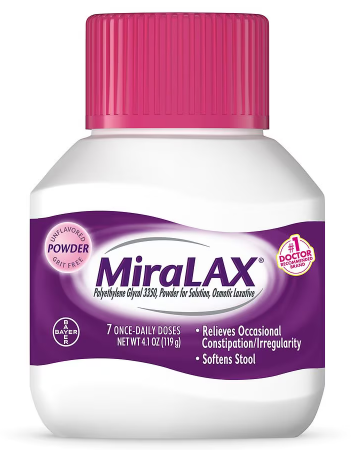 UNFLAVORED
POWDER
GRIT FREE
#1
DOCTOR
RECOMMENDED
BRAND
MiraLAX®
Polyethylene Glycol 3350, Powder for Solution, Osmotic Laxative
7 ONCE-DAILY DOSES
NET WT 4.1 OZ (119 g)
• Relieves Occasional
Constipation/Irregularity
• Softens Stool
BAYER
BAYER